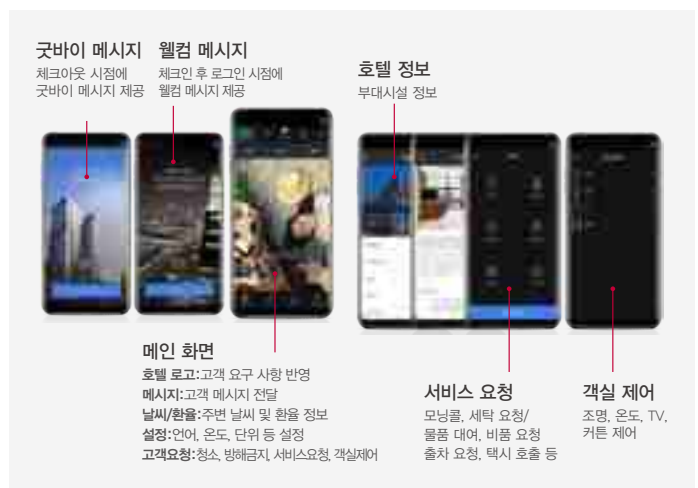 굿바이 메시지
체크아웃 시점에
굿바이 메시지 제공
웰컴 메시지
체크인 후 로그인 시점에
웰컴 메시지 제공
호텔 정보
부대시설 정보
메인 화면
호텔 로고:고객 요구 사항 반영
메시지:고객 메시지 전달
날씨/환율:주변 날씨 및 환율 정보
설정:언어, 온도, 단위 등 설정
고객요청:청소, 방해금지, 서비스요청, 객실제어
서비스 요청
모닝콜, 세탁 요청/
물품 대여, 비품 요청
출차 요청, 택시 호출 등
객실 제어
조명, 온도, TV,
커튼 제어